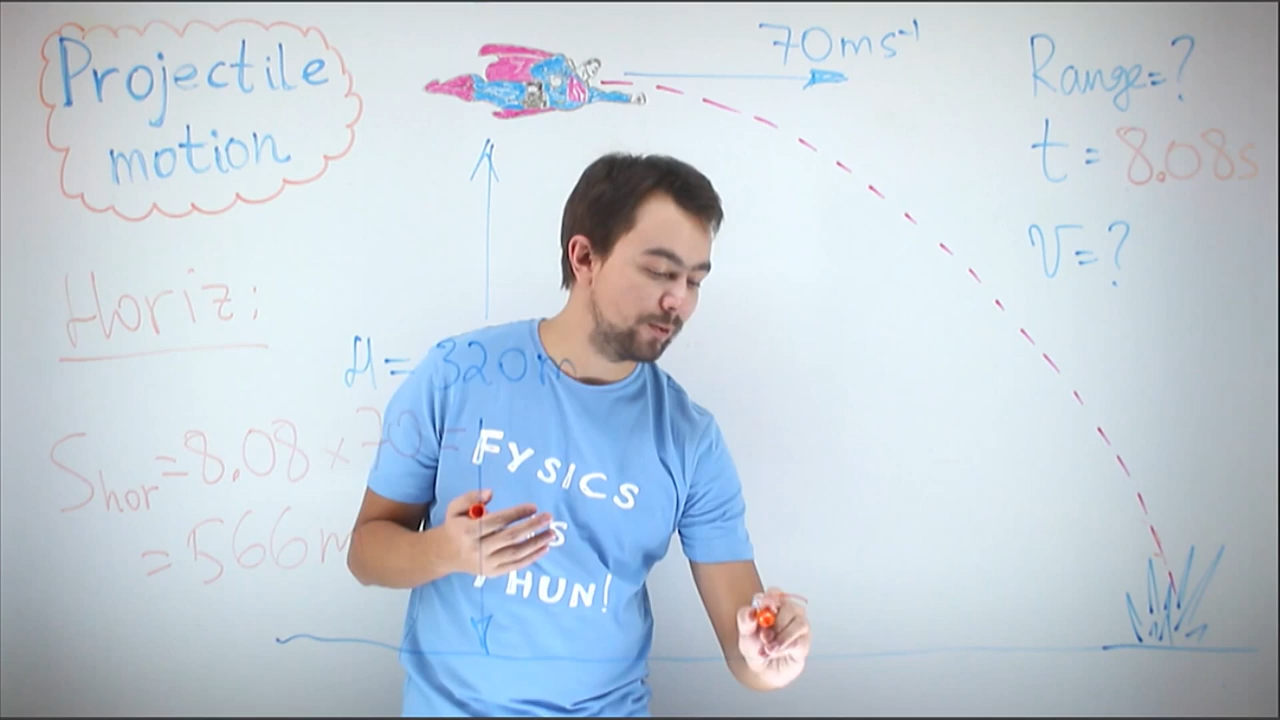 Projectile
motion
70ms⁻¹
Range=?
t = 8.08s
V=?
Horiz:
H = 320m
Shor=8.08×70=
=566m
FYSICS
IS
PHUN!